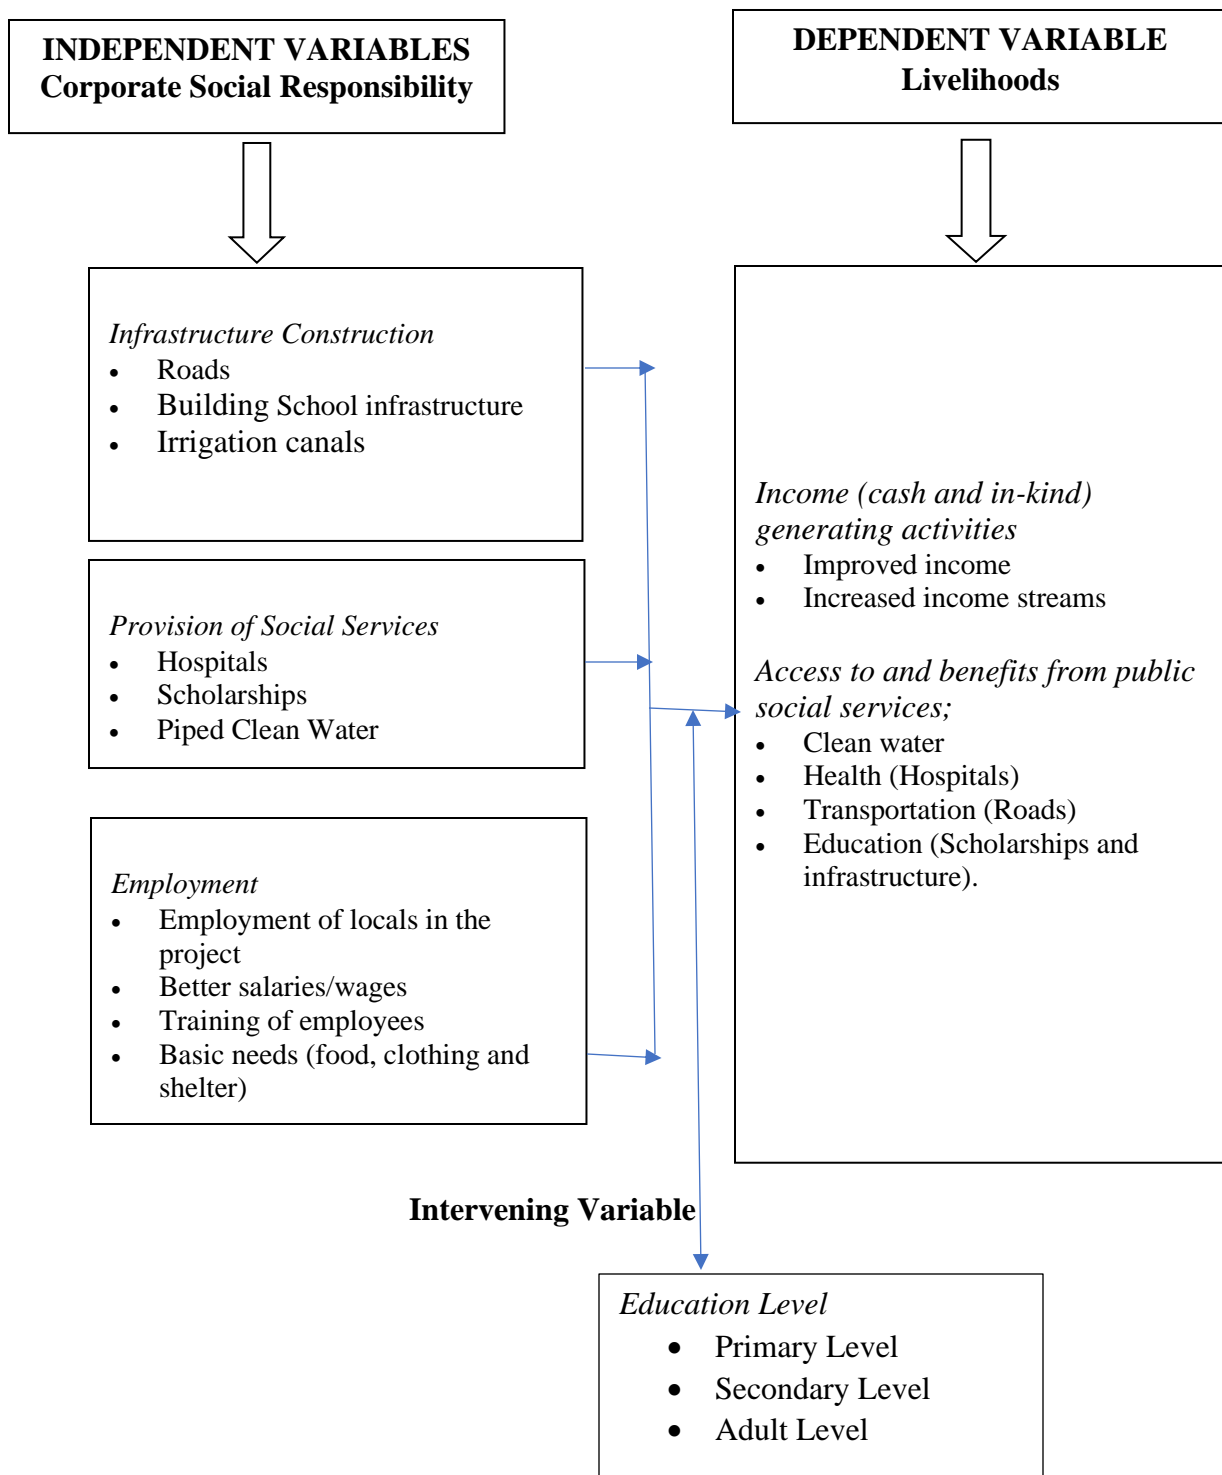 INDEPENDENT VARIABLES
Corporate Social Responsibility
DEPENDENT VARIABLE
Livelihoods
Infrastructure Construction
• Roads
• Building School infrastructure
• Irrigation canals
Provision of Social Services
• Hospitals
• Scholarships
• Piped Clean Water
Employment
• Employment of locals in the
project
• Better salaries/wages
• Training of employees
• Basic needs (food, clothing and
shelter)
Income (cash and in-kind)
generating activities
• Improved income
• Increased income streams
Access to and benefits from public
social services;
• Clean water
• Health (Hospitals)
• Transportation (Roads)
• Education (Scholarships and
infrastructure).
Intervening Variable
Education Level
• Primary Level
• Secondary Level
• Adult Level